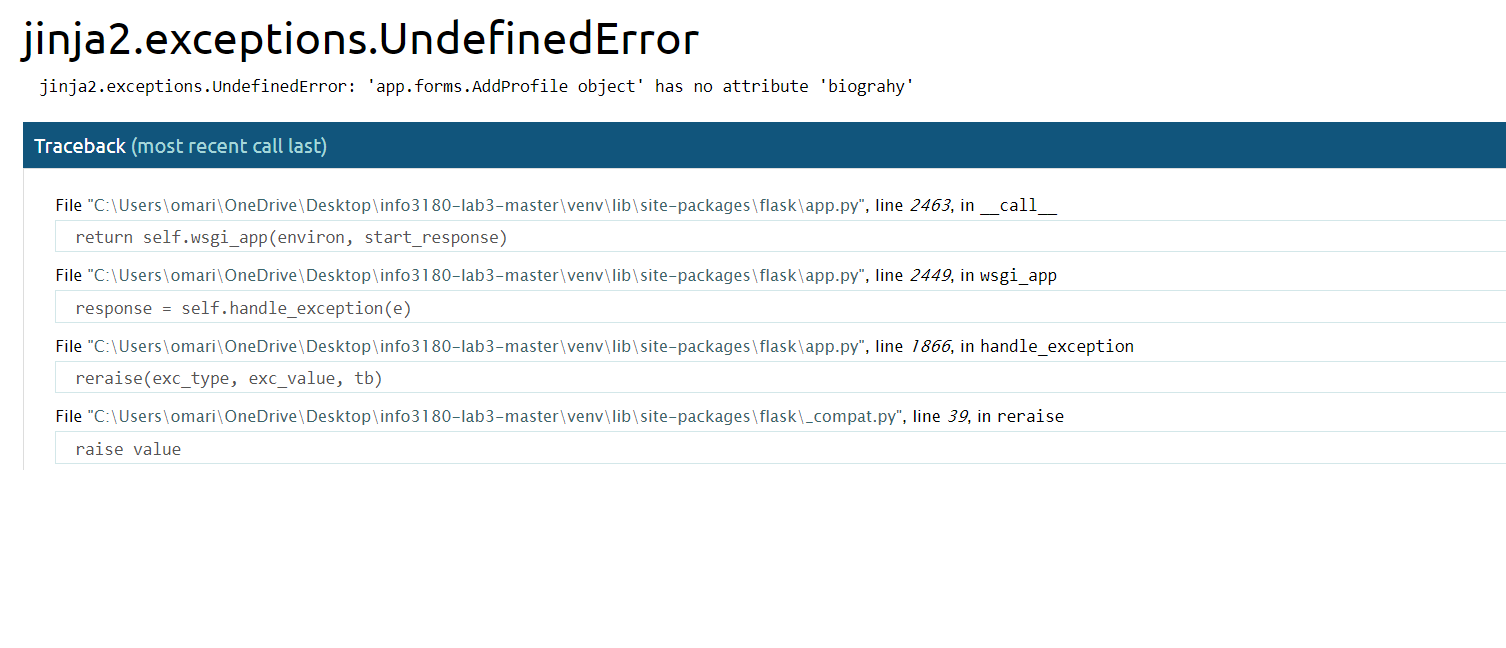 jinja2.exceptions.UndefinedError
jinja2.exceptions.UndefinedError: 'app.forms.AddProfile object' has no attribute 'biograhy'
Traceback (most recent call last)
File "C:\Users\omari\OneDrive\Desktop\info3180-lab3-master\venv\lib\site-packages\flask\app.py", line 2463, in __call__
return self.wsgi_app(environ, start_response)
File "C:\Users\omari\OneDrive\Desktop\info3180-lab3-master\venv\lib\site-packages\flask\app.py", line 2449, in wsgi_app
response = self.handle_exception(e)
File "C:\Users\omari\OneDrive\Desktop\info3180-lab3-master\venv\lib\site-packages\flask\app.py", line 1866, in handle_exception
reraise(exc_type, exc_value, tb)
File "C:\Users\omari\OneDrive\Desktop\info3180-lab3-master\venv\lib\site-packages\flask\_compat.py", line 39, in reraise
raise value